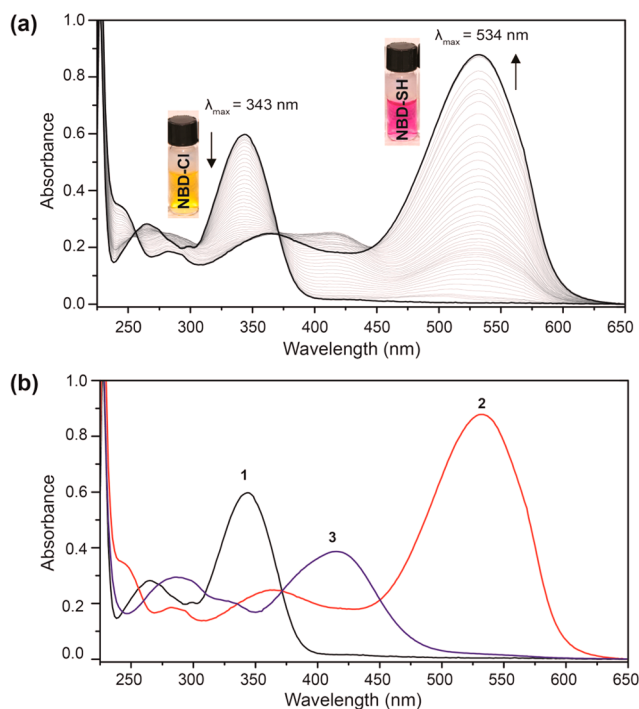 (a)
1.0
0.8
0.6
0.4
0.2
0.0
Absorbance
λmax = 343 nm
NBD-Cl
λmax = 534 nm
NBD-SH
250 300 350 400 450 500 550 600 650
Wavelength (nm)
(b)
1.0
0.8
0.6
0.4
0.2
0.0
Absorbance
1
2
3
250 300 350 400 450 500 550 600 650
Wavelength (nm)